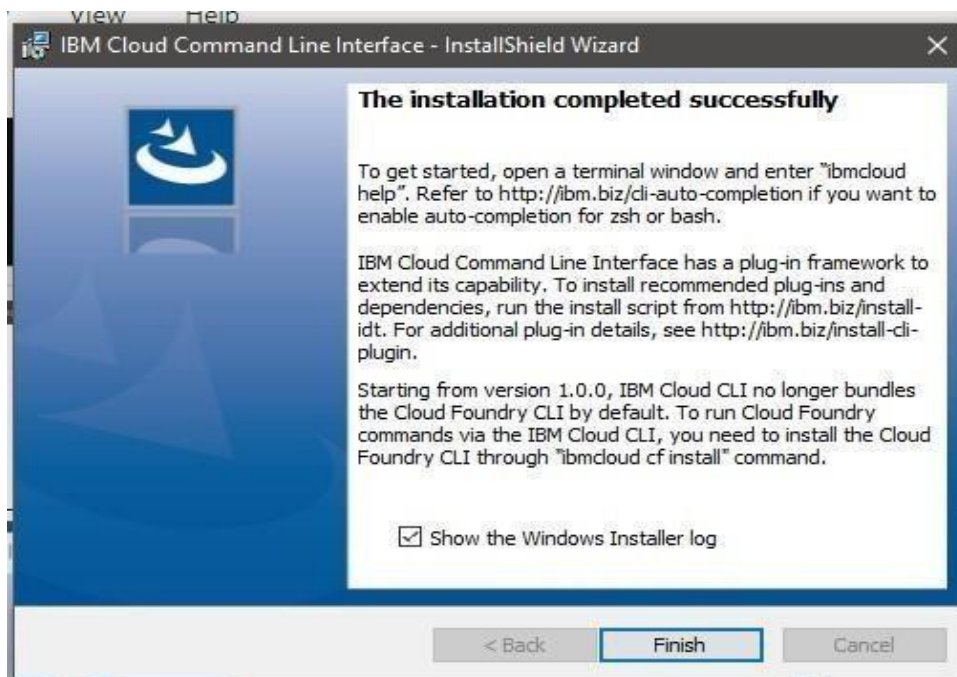 View Help
IBM Cloud Command Line Interface - InstallShield Wizard
The installation completed successfully
To get started, open a terminal window and enter "ibmcloud
help". Refer to http://ibm.biz/cli-auto-completion if you want to
enable auto-completion for zsh or bash.
IBM Cloud Command Line Interface has a plug-in framework to
extend its capability. To install recommended plug-ins and
dependencies, run the install script from http://ibm.biz/install-
idt. For additional plug-in details, see http://ibm.biz/install-cli-
plugin.
Starting from version 1.0.0, IBM Cloud CLI no longer bundles
the Cloud Foundry CLI by default. To run Cloud Foundry
commands via the IBM Cloud CLI, you need to install the Cloud
Foundry CLI through "ibmcloud cf install" command.
Show the Windows Installer log
< Back Finish Cancel